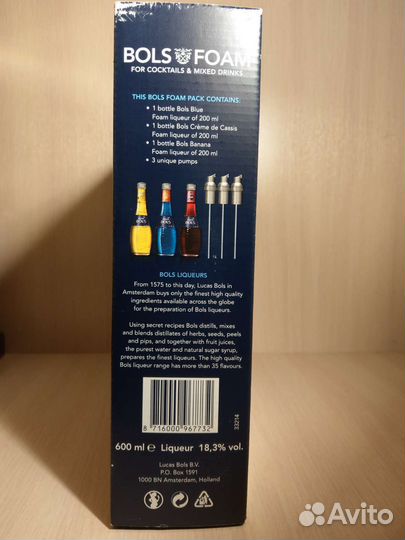 BOLS FOAM
FOR COCKTAILS & MIXED DRINKS
THIS BOLS FOAM PACK CONTAINS:
• 1 bottle Bols Blue
Foam liqueur of 200 ml
• 1 bottle Bols Crème de Cassis
Foam liqueur of 200 ml
• 1 bottle Bols Banana
Foam liqueur of 200 ml
• 3 unique pumps
BOLS BOLS BOLS
BOLS LIQUEURS
From 1575 to this day, Lucas Bols in
Amsterdam buys only the finest high quality
ingredients available across the globe
for the preparation of Bols liqueurs.
Using secret recipes Bols distils, mixes
and blends distillates of herbs, seeds, peels
and pips, and together with fruit juices,
the purest water and natural sugar syrup,
prepares the finest liqueurs. The high quality
Bols liqueur range has more than 35 flavours.
8 716000 967732
33214
600 ml e Liqueur 18,3% vol.
Lucas Bols B.V.
P.O. Box 1591
1000 BN Amsterdam, Holland
Avito